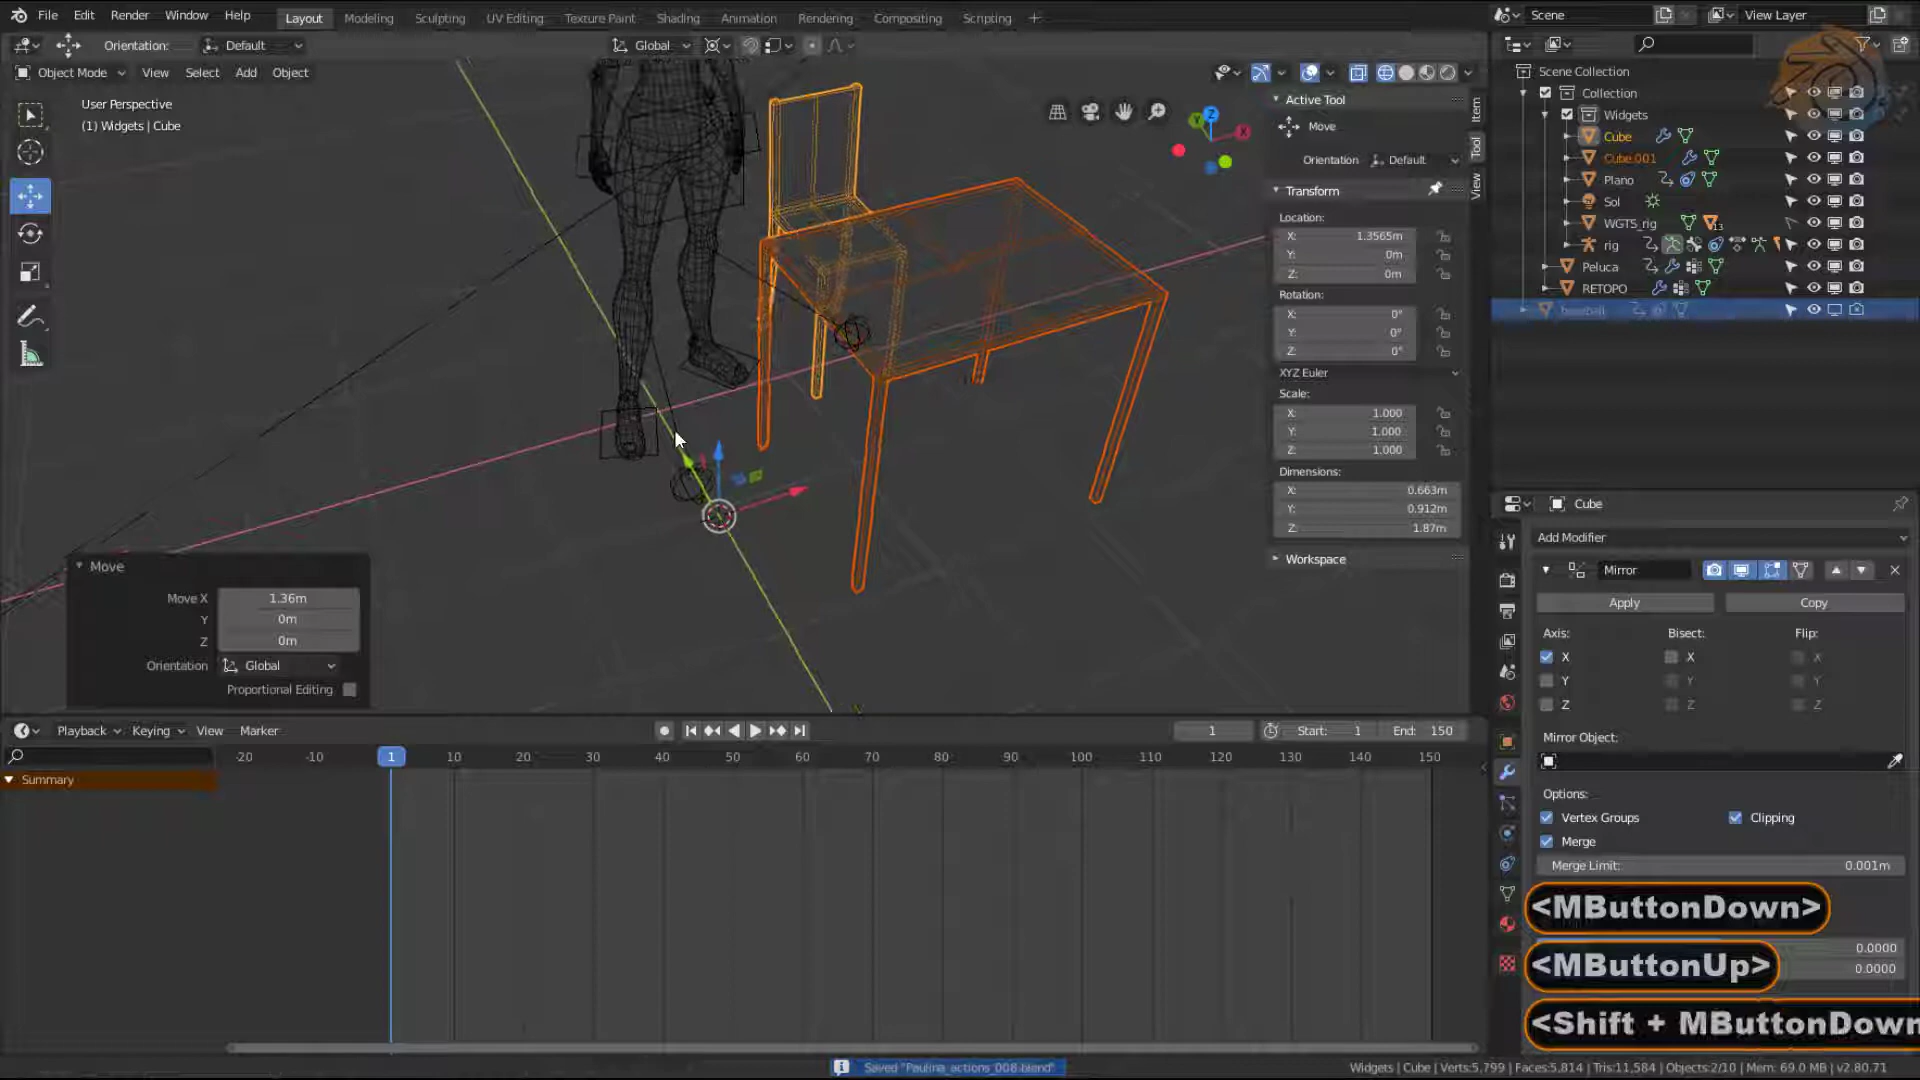 File Edit Render Window Help Layout Modeling Sculpting UV Editing Texture Paint Shading Animation Rendering Compositing Scripting + Scene View Layer
Orientation: Default Global
Object Mode View Select Add Object
User Perspective
(1) Widgets | Cube
Z
Y
X
Active Tool
Move
Orientation Default
Transform
Location:
X: 1.3565m
Y: 0m
Z: 0m
Rotation:
X: 0°
Y: 0°
Z: 0°
XYZ Euler
Scale:
X: 1.000
Y: 1.000
Z: 1.000
Dimensions:
X: 0.663m
Y: 0.912m
Z: 1.87m
Workspace
Item
Tool
View
Scene Collection
Collection
Widgets
Cube
Cube.001
Plano
Sol
WGTS_rig 13
rig
Peluca
RETOPO
Cube
Add Modifier
Mirror
Apply Copy
Axis: Bisect: Flip:
X X X
Y Y Y
Z Z Z
Mirror Object:
Options:
Vertex Groups Clipping
Merge
Merge Limit: 0.001m
0.0000
0.0000
<MButtonDown>
<MButtonUp>
<Shift + MButtonDown
Move
Move X 1.36m
Y 0m
Z 0m
Orientation Global
Proportional Editing
Playback Keying View Marker 1 Start: 1 End: 150
-20 -10 1 10 20 30 40 50 60 70 80 90 100 110 120 130 140 150
Summary
Saved "Paulina_actions_008.blend"
Widgets | Cube | Verts:5,799 | Faces:5,814 | Tris:11,584 | Objects:2/10 | Mem: 69.0 MB | v2.80.71